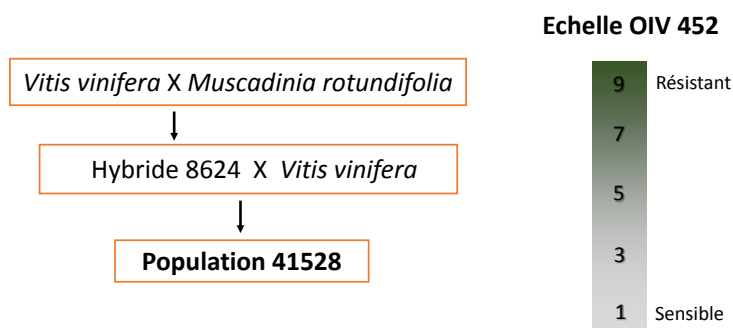 Echelle OIV 452
Vitis vinifera X Muscadinia rotundifolia
Hybride 8624 X Vitis vinifera
Population 41528
9 Résistant
7
5
3
1 Sensible